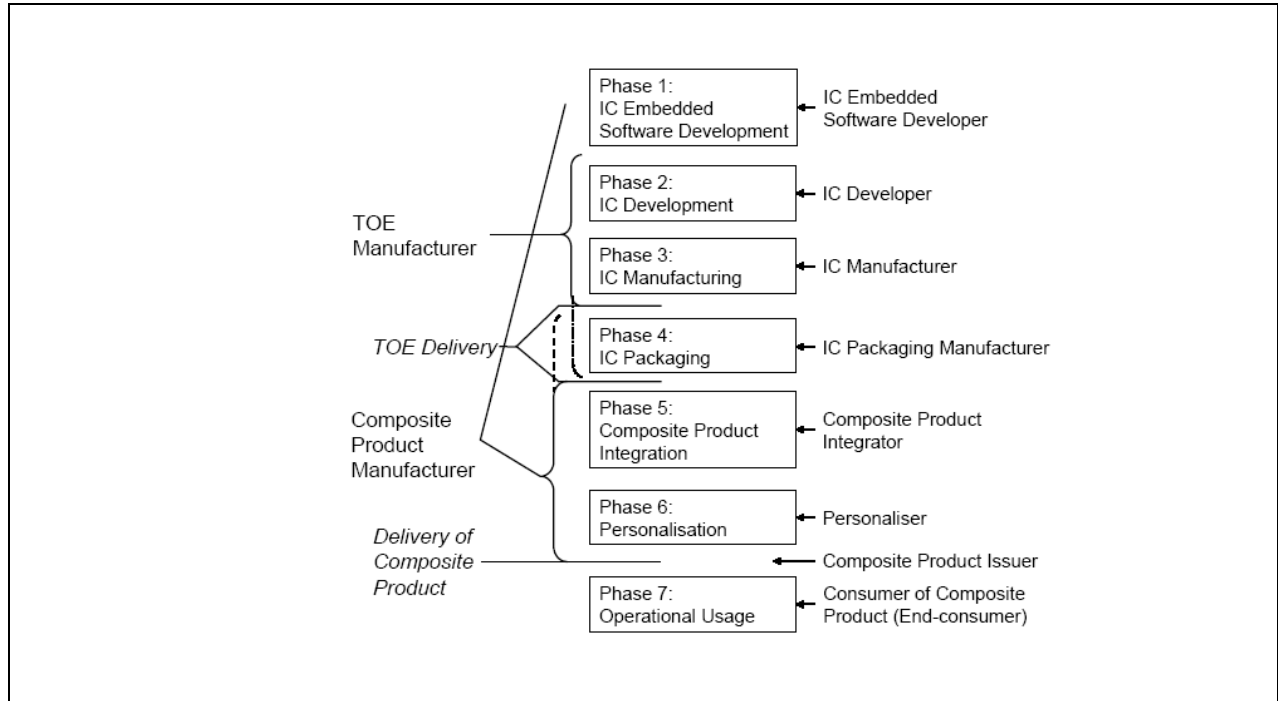 Phase 1:
IC Embedded
Software Development
IC Embedded
Software Developer
Phase 2:
IC Development
IC Developer
TOE
Manufacturer
Phase 3:
IC Manufacturing
IC Manufacturer
TOE Delivery
Phase 4:
IC Packaging
IC Packaging Manufacturer
Composite
Product
Manufacturer
Phase 5:
Composite Product
Integration
Composite Product
Integrator
Phase 6:
Personalisation
Personaliser
Delivery of
Composite
Product
Composite Product Issuer
Phase 7:
Operational Usage
Consumer of Composite
Product (End-consumer)